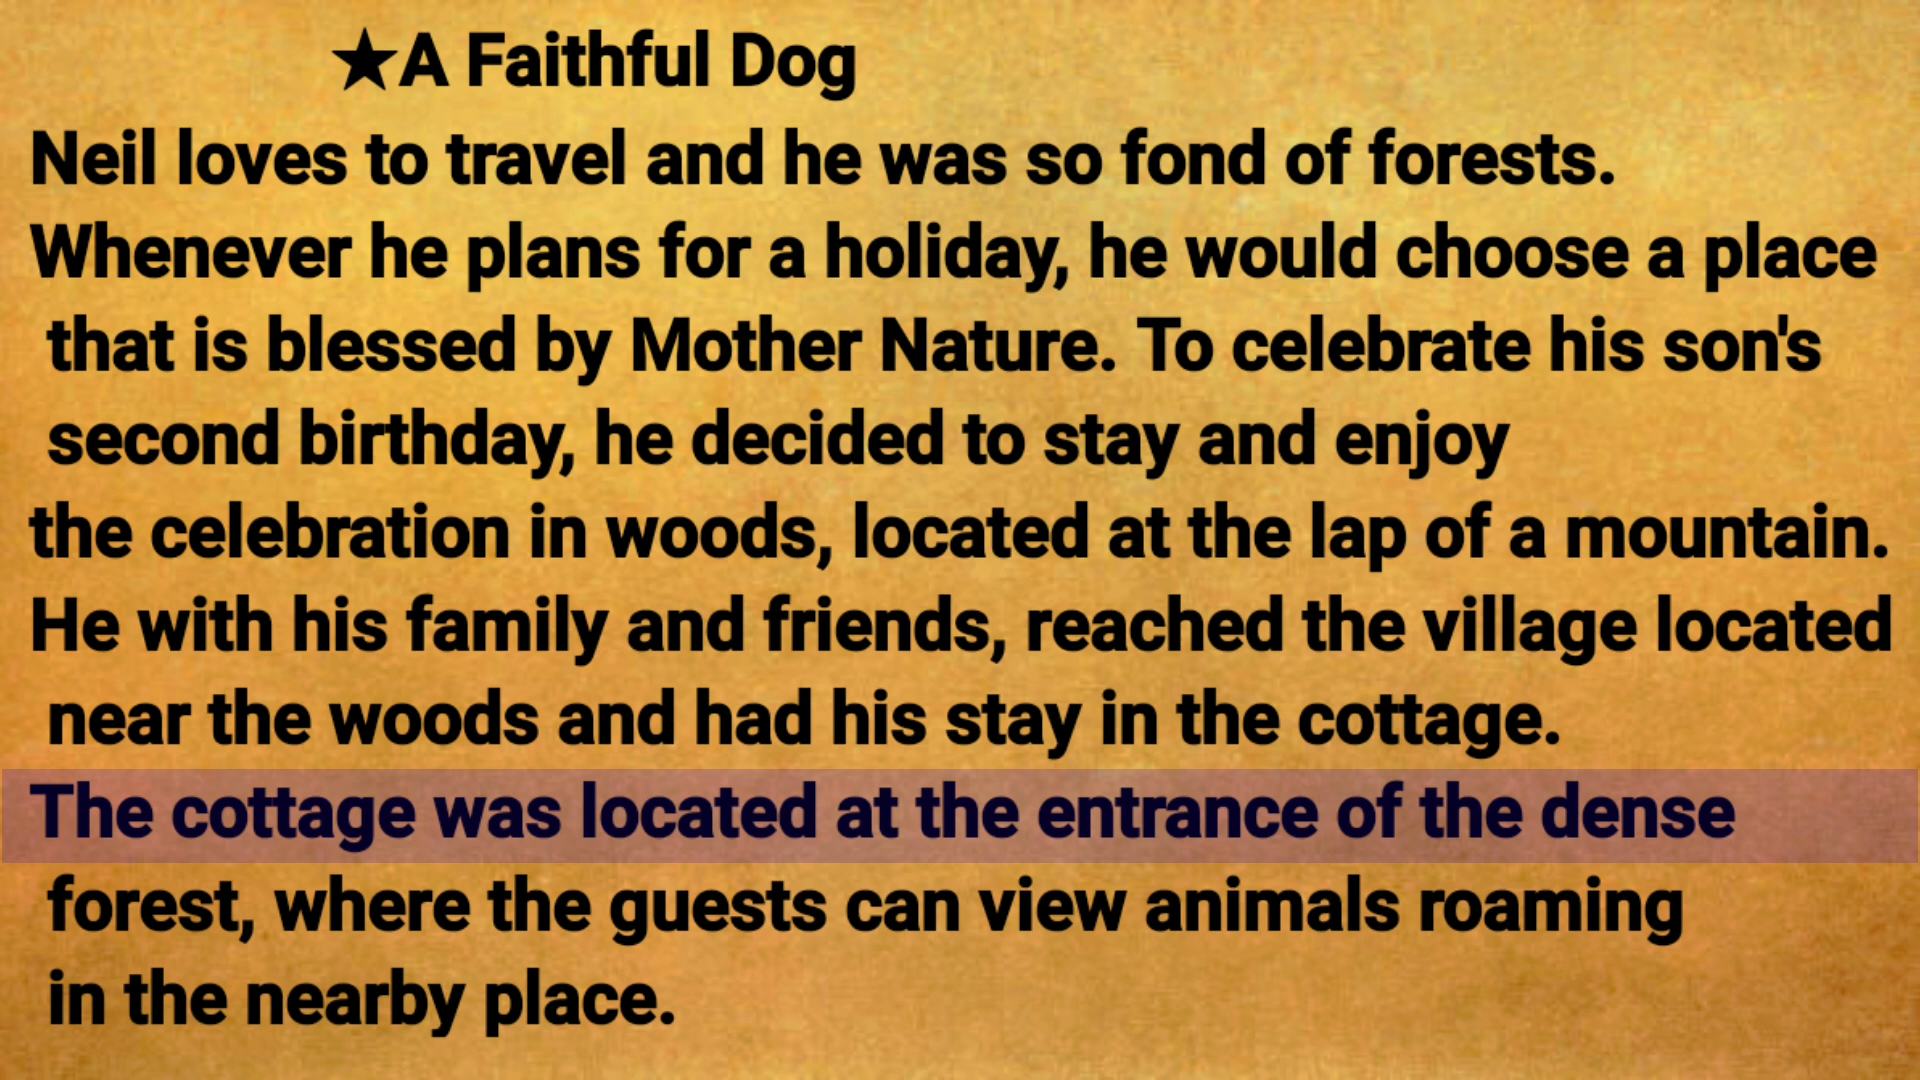 ★A Faithful Dog
Neil loves to travel and he was so fond of forests.
Whenever he plans for a holiday, he would choose a place
that is blessed by Mother Nature. To celebrate his son's
second birthday, he decided to stay and enjoy
the celebration in woods, located at the lap of a mountain.
He with his family and friends, reached the village located
near the woods and had his stay in the cottage.
The cottage was located at the entrance of the dense
forest, where the guests can view animals roaming
in the nearby place.